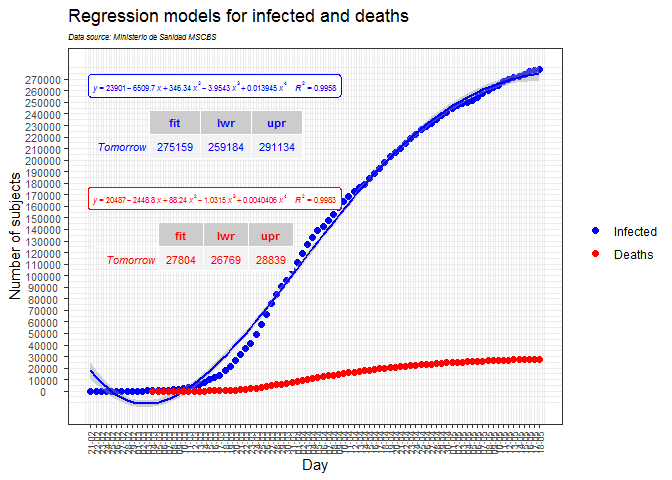 Regression models for infected and deaths
Data source: Ministerio de Sanidad MSCBS
270000
260000
250000
240000
230000
220000
210000
200000
190000
180000
170000
160000
150000
140000
130000
120000
110000
100000
90000
80000
70000
60000
50000
40000
30000
20000
10000
0
Number of subjects
y = 23901 − 6509.7 x + 346.34 x² − 3.9543 x³ + 0.013945 x⁴ R² = 0.9958
fit lwr upr
Tomorrow 275159 259184 291134
y = 20487 − 2448.8 x + 88.24 x² − 1.0315 x³ + 0.0040406 x⁴ R² = 0.9983
fit lwr upr
Tomorrow 27804 26769 28839
Infected
Deaths
Day